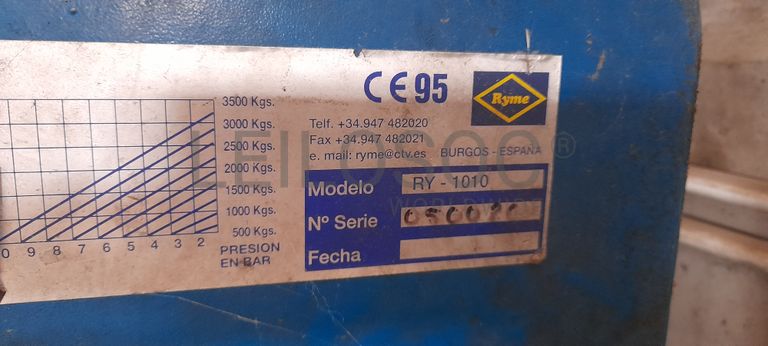 CE 95
Ryme
3500 Kgs.
3000 Kgs.
2500 Kgs.
2000 Kgs.
1500 Kgs.
1000 Kgs.
500 Kgs.
0 9 8 7 6 5 4 3 2
PRESION
EN BAR
Telf. +34.947 482020
Fax +34.947 482021
e. mail: ryme@ctv.es BURGOS - ESPAÑA
Modelo RY - 1010
Nº Serie
Fecha
LEILOSOC®
WORLDWIDE